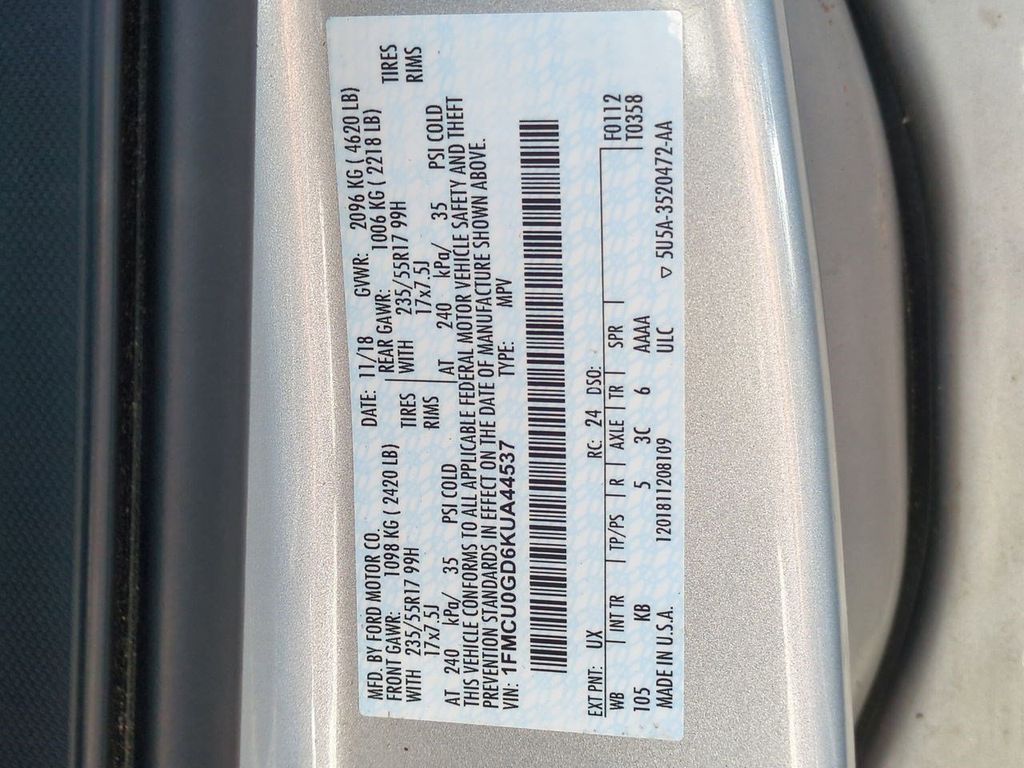 MFD. BY FORD MOTOR CO. DATE: 11/18 GVWR: 2096 KG ( 4620 LB)
FRONT GAWR: 1098 KG ( 2420 LB) REAR GAWR: 1006 KG ( 2218 LB)
WITH 235/55R17 99H TIRES WITH 235/55R17 99H TIRES
17x7.5J RIMS 17x7.5J RIMS
AT 240 kPa/ 35 PSI COLD AT 240 kPa/ 35 PSI COLD
THIS VEHICLE CONFORMS TO ALL APPLICABLE FEDERAL MOTOR VEHICLE SAFETY AND THEFT
PREVENTION STANDARDS IN EFFECT ON THE DATE OF MANUFACTURE SHOWN ABOVE.
VIN: 1FMCU0GD6KUA44537 TYPE: MPV
EXT PNT: UX RC: 24 DSO: F0112
WB INT TR TP/PS R AXLE TR SPR T0358
105 KB 5 3C 6 AAAA
MADE IN U.S.A. 1201811208109 ULC ▽ 5U5A-3520472-AA